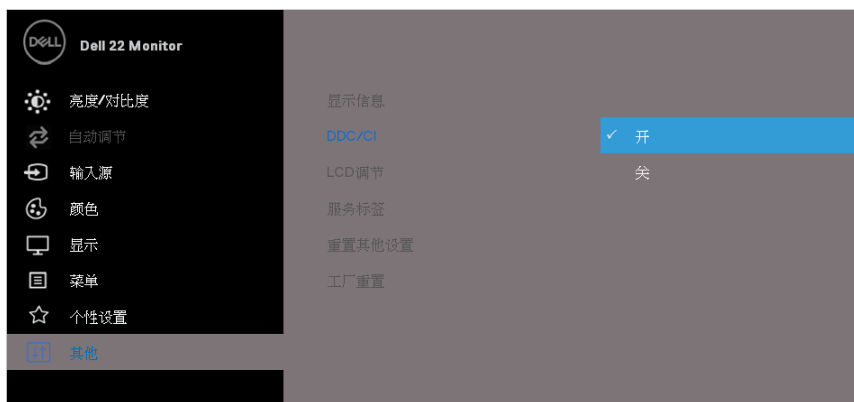 DELL Dell 22 Monitor
亮度/对比度
自动调节
输入源
颜色
显示
菜单
个性设置
其他
显示信息
DDC/CI
LCD调节
服务标签
重置其他设置
工厂重置
✓ 开
关